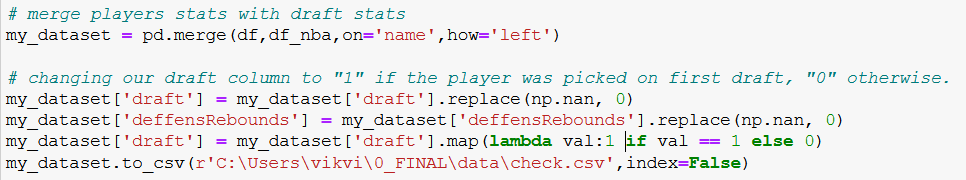 # merge players stats with draft stats
my_dataset = pd.merge(df,df_nba,on='name',how='left')
# changing our draft column to "1" if the player was picked on first draft, "0" otherwise.
my_dataset['draft'] = my_dataset['draft'].replace(np.nan, 0)
my_dataset['deffensRebounds'] = my_dataset['deffensRebounds'].replace(np.nan, 0)
my_dataset['draft'] = my_dataset['draft'].map(lambda val:1 if val == 1 else 0)
my_dataset.to_csv(r'C:\Users\vikvi\0_FINAL\data\check.csv',index=False)